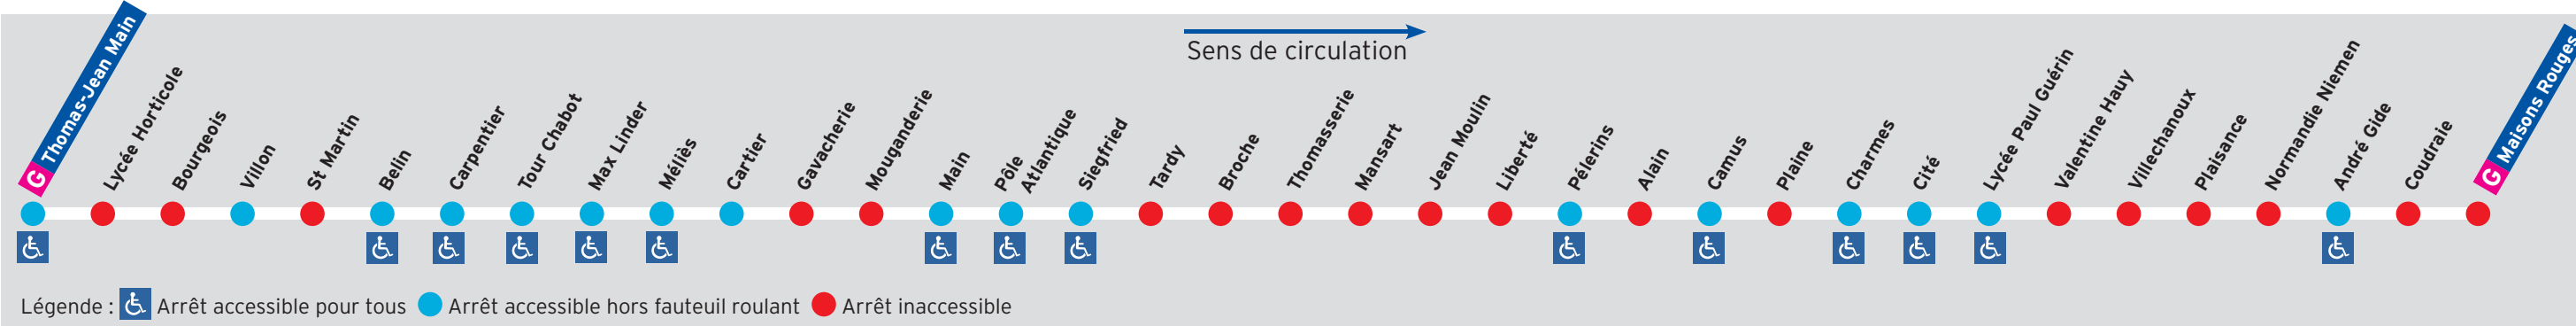 Sens de circulation
G Thomas-Jean Main
Lycée Horticole
Bourgeois
Villon
St Martin
Belin
Carpentier
Tour Chabot
Max Linder
Méliès
Cartier
Gavacherie
Mouganderie
Main
Pôle
Atlantique
Siegfried
Tardy
Broche
Thomasserie
Mansart
Jean Moulin
Liberté
Pélerins
Alain
Camus
Plaine
Charmes
Cité
Lycée Paul Guérin
Valentine Hauy
Villechanoux
Plaisance
Normandie Niemen
André Gide
Coudraie
G Maisons Rouges
Légende : Arrêt accessible pour tous Arrêt accessible hors fauteuil roulant Arrêt inaccessible